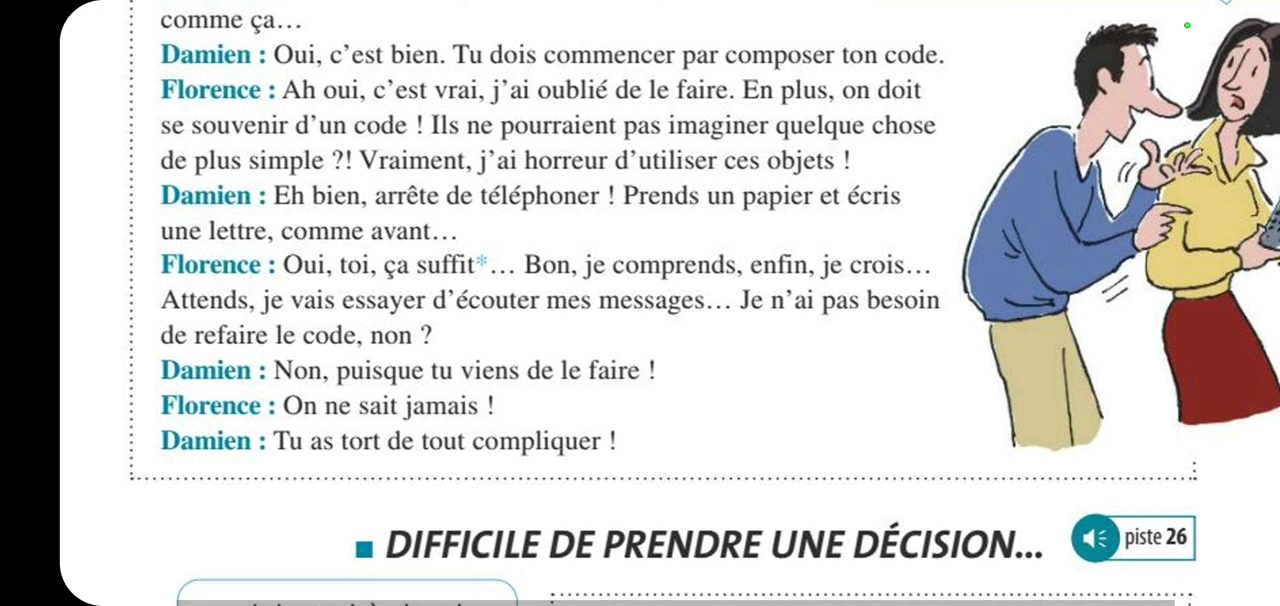 comme ça…
Damien : Oui, c’est bien. Tu dois commencer par composer ton code.
Florence : Ah oui, c’est vrai, j’ai oublié de le faire. En plus, on doit
se souvenir d’un code ! Ils ne pourraient pas imaginer quelque chose
de plus simple ?! Vraiment, j’ai horreur d’utiliser ces objets !
Damien : Eh bien, arrête de téléphoner ! Prends un papier et écris
une lettre, comme avant…
Florence : Oui, toi, ça suffit*… Bon, je comprends, enfin, je crois…
Attends, je vais essayer d’écouter mes messages… Je n’ai pas besoin
de refaire le code, non ?
Damien : Non, puisque tu viens de le faire !
Florence : On ne sait jamais !
Damien : Tu as tort de tout compliquer !
■ DIFFICILE DE PRENDRE UNE DÉCISION...
piste 26